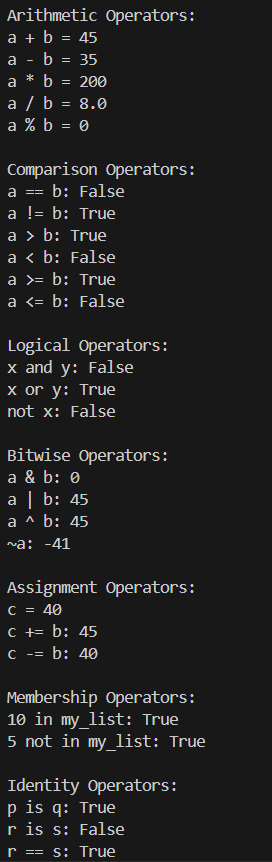 Arithmetic Operators:
a + b = 45
a - b = 35
a * b = 200
a / b = 8.0
a % b = 0
Comparison Operators:
a == b: False
a != b: True
a > b: True
a < b: False
a >= b: True
a <= b: False
Logical Operators:
x and y: False
x or y: True
not x: False
Bitwise Operators:
a & b: 0
a | b: 45
a ^ b: 45
~a: -41
Assignment Operators:
c = 40
c += b: 45
c -= b: 40
Membership Operators:
10 in my_list: True
5 not in my_list: True
Identity Operators:
p is q: True
r is s: False
r == s: True